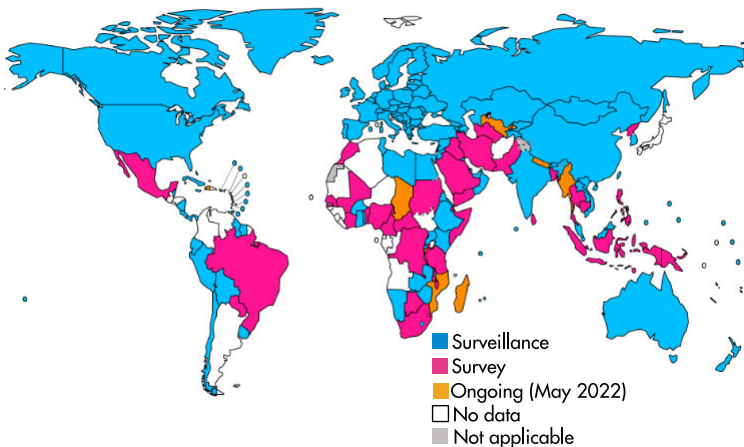 Surveillance
Survey
Ongoing (May 2022)
No data
Not applicable